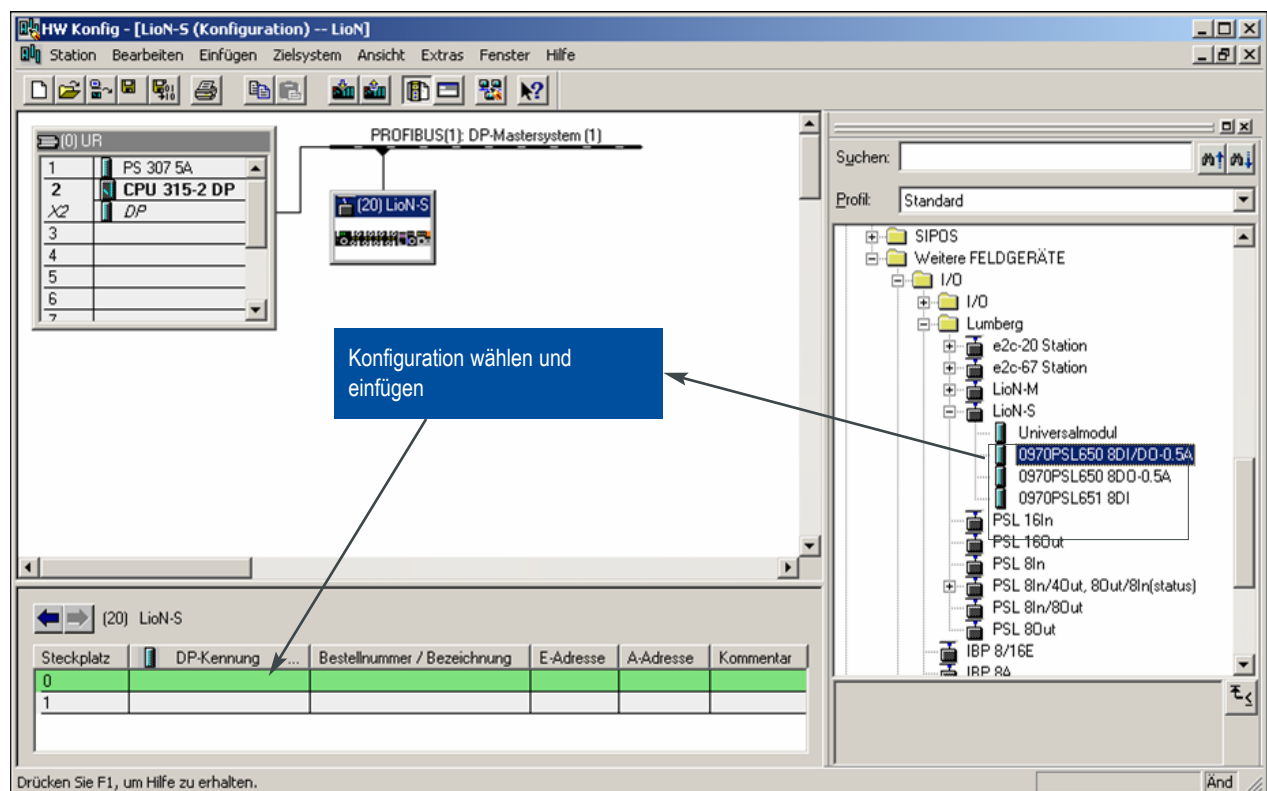 HW Konfig - [LioN-S (Konfiguration) -- LioN]
Station Bearbeiten Einfügen Zielsystem Ansicht Extras Fenster Hilfe
(0) UR
1 PS 307 5A
2 CPU 315-2 DP
X2 DP
3
4
5
6
7
PROFIBUS(1): DP-Mastersystem (1)
(20) LioN-S
Konfiguration wählen und
einfügen
Suchen:
Profil: Standard
SIPOS
Weitere FELDGERÄTE
I/O
I/O
Lumberg
e2c-20 Station
e2c-67 Station
LioN-M
LioN-S
Universalmodul
0970PSL650 8DI/DO-0.5A
0970PSL650 8DO-0.5A
0970PSL651 8DI
PSL 16In
PSL 16Out
PSL 8In
PSL 8In/4Out, 8Out/8In(status)
PSL 8In/8Out
PSL 8Out
IBP 8/16E
IBP 8A
(20) LioN-S
Steckplatz DP-Kennung ... Bestellnummer / Bezeichnung E-Adresse A-Adresse Kommentar
0
1
Drücken Sie F1, um Hilfe zu erhalten.
Änd